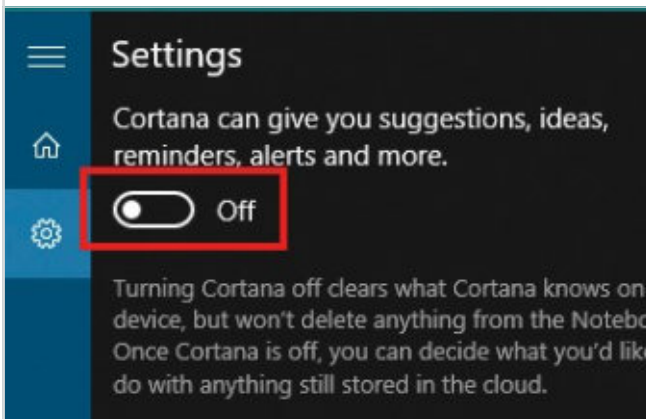 Settings
Cortana can give you suggestions, ideas,
reminders, alerts and more.
Off
Turning Cortana off clears what Cortana knows on
device, but won't delete anything from the
Once Cortana is off, you can decide what you'd
do with anything still stored in the cloud.